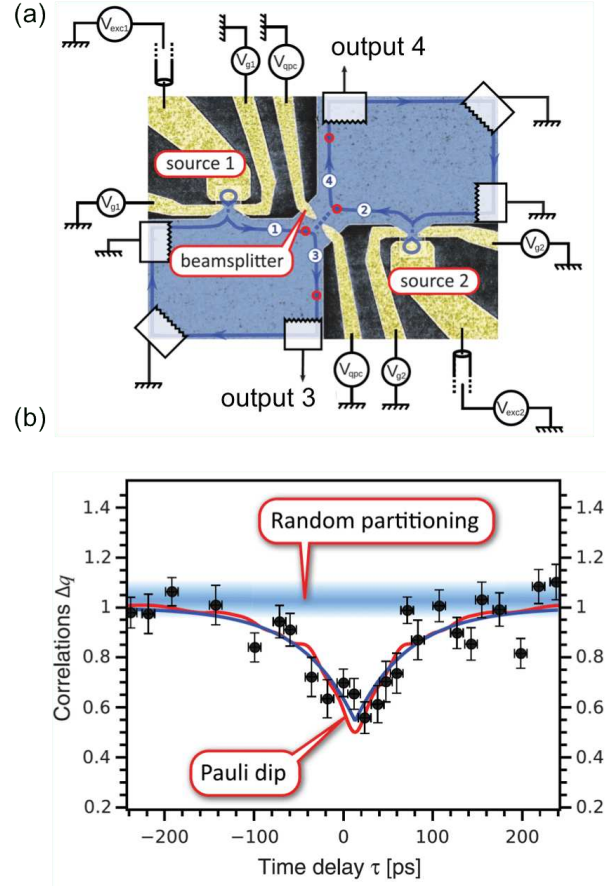 (a)
V_exc1
V_g1
V_qpc
output 4
source 1
V_g1
4
2
1
3
beamsplitter
V_g2
source 2
V_qpc
V_g2
output 3
V_exc2
(b)
1.4
1.2
1
0.8
0.6
0.4
0.2
Correlations Δq
Random partitioning
Pauli dip
1.4
1.2
1
0.8
0.6
0.4
0.2
−200 −100 0 100 200
Time delay τ [ps]